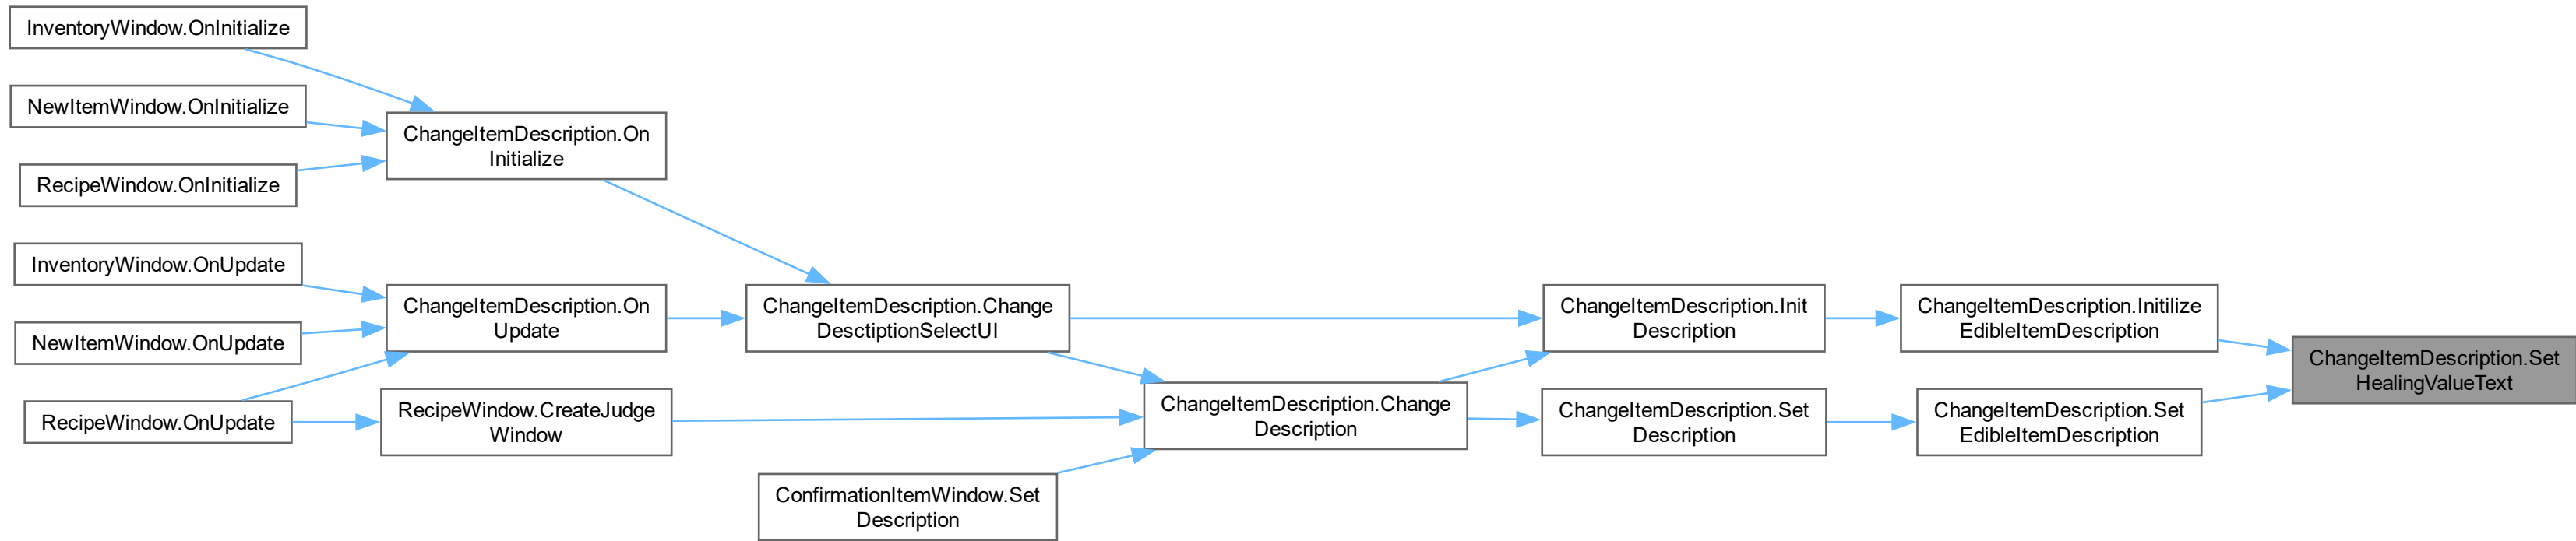 InventoryWindow.OnInitialize
NewItemWindow.OnInitialize
RecipeWindow.OnInitialize
InventoryWindow.OnUpdate
NewItemWindow.OnUpdate
RecipeWindow.OnUpdate
ChangeItemDescription.On
Initialize
ChangeItemDescription.On
Update
RecipeWindow.CreateJudge
Window
ChangeItemDescription.Change
DesctiptionSelectUI
ConfirmationItemWindow.Set
Description
ChangeItemDescription.Change
Description
ChangeItemDescription.Init
Description
ChangeItemDescription.Set
Description
ChangeItemDescription.Initilize
EdibleItemDescription
ChangeItemDescription.Set
EdibleItemDescription
ChangeItemDescription.Set
HealingValueText